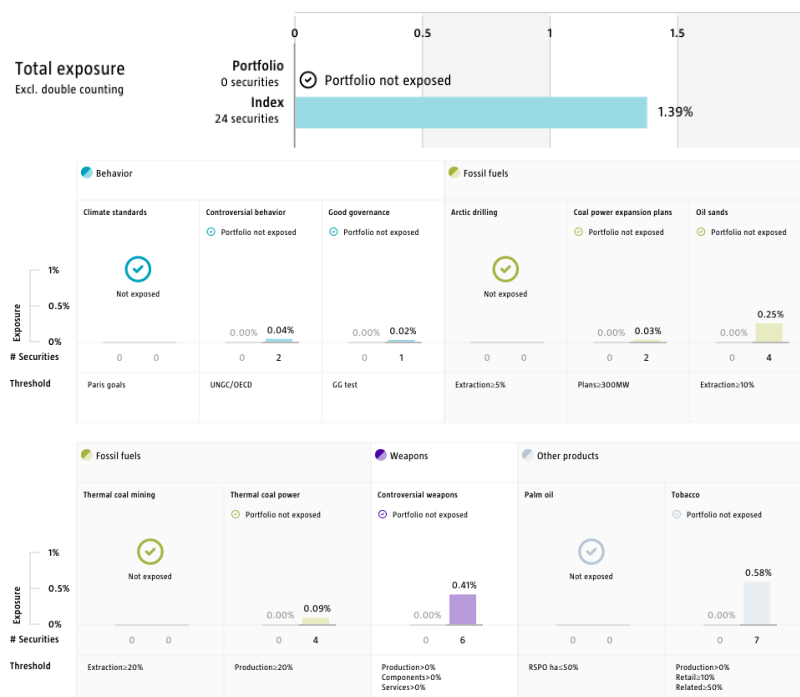 0 0.5 1 1.5
Total exposure
Excl. double counting
Portfolio
0 securities
Portfolio not exposed
Index
24 securities
1.39%
Behavior
Fossil fuels
Climate standards
Controversial behavior
Good governance
Arctic drilling
Coal power expansion plans
Oil sands
Portfolio not exposed
Portfolio not exposed
Portfolio not exposed
Portfolio not exposed
Not exposed
Not exposed
Exposure
1%
0.5%
0%
0.00% 0.04%
0.00% 0.02%
0.00% 0.03%
0.00% 0.25%
# Securities
0 0
0 2
0 1
0 0
0 2
0 4
Threshold
Paris goals
UNGC/OECD
GG test
Extraction≥5%
Plans≥300MW
Extraction≥10%
Fossil fuels
Weapons
Other products
Thermal coal mining
Thermal coal power
Controversial weapons
Palm oil
Tobacco
Portfolio not exposed
Portfolio not exposed
Portfolio not exposed
Not exposed
Not exposed
Exposure
1%
0.5%
0%
0.00% 0.09%
0.00% 0.41%
0.00% 0.58%
# Securities
0 0
0 4
0 6
0 0
0 7
Threshold
Extraction≥20%
Production≥20%
Production>0%
Components>0%
Services>0%
RSPO ha≤50%
Production>0%
Retail≥10%
Related≥50%